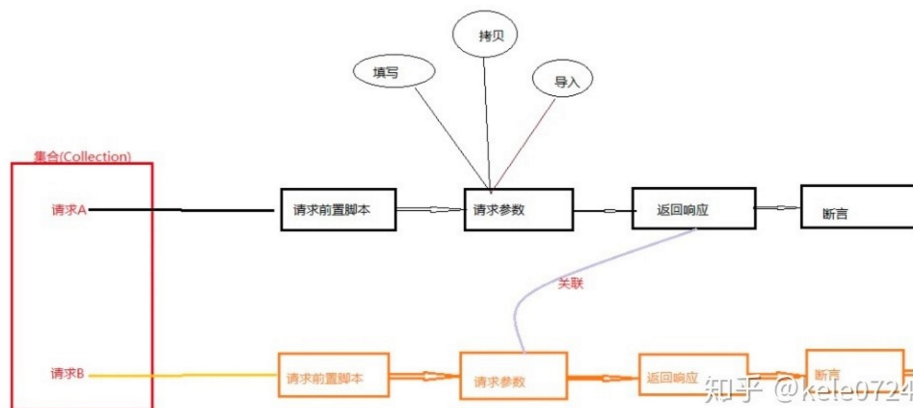 拷贝
填写
导入
集合(Collection)
请求A
请求前置脚本
请求参数
返回响应
断言
关联
请求B
请求前置脚本
请求参数
返回响应
断言
知乎 @kele0724